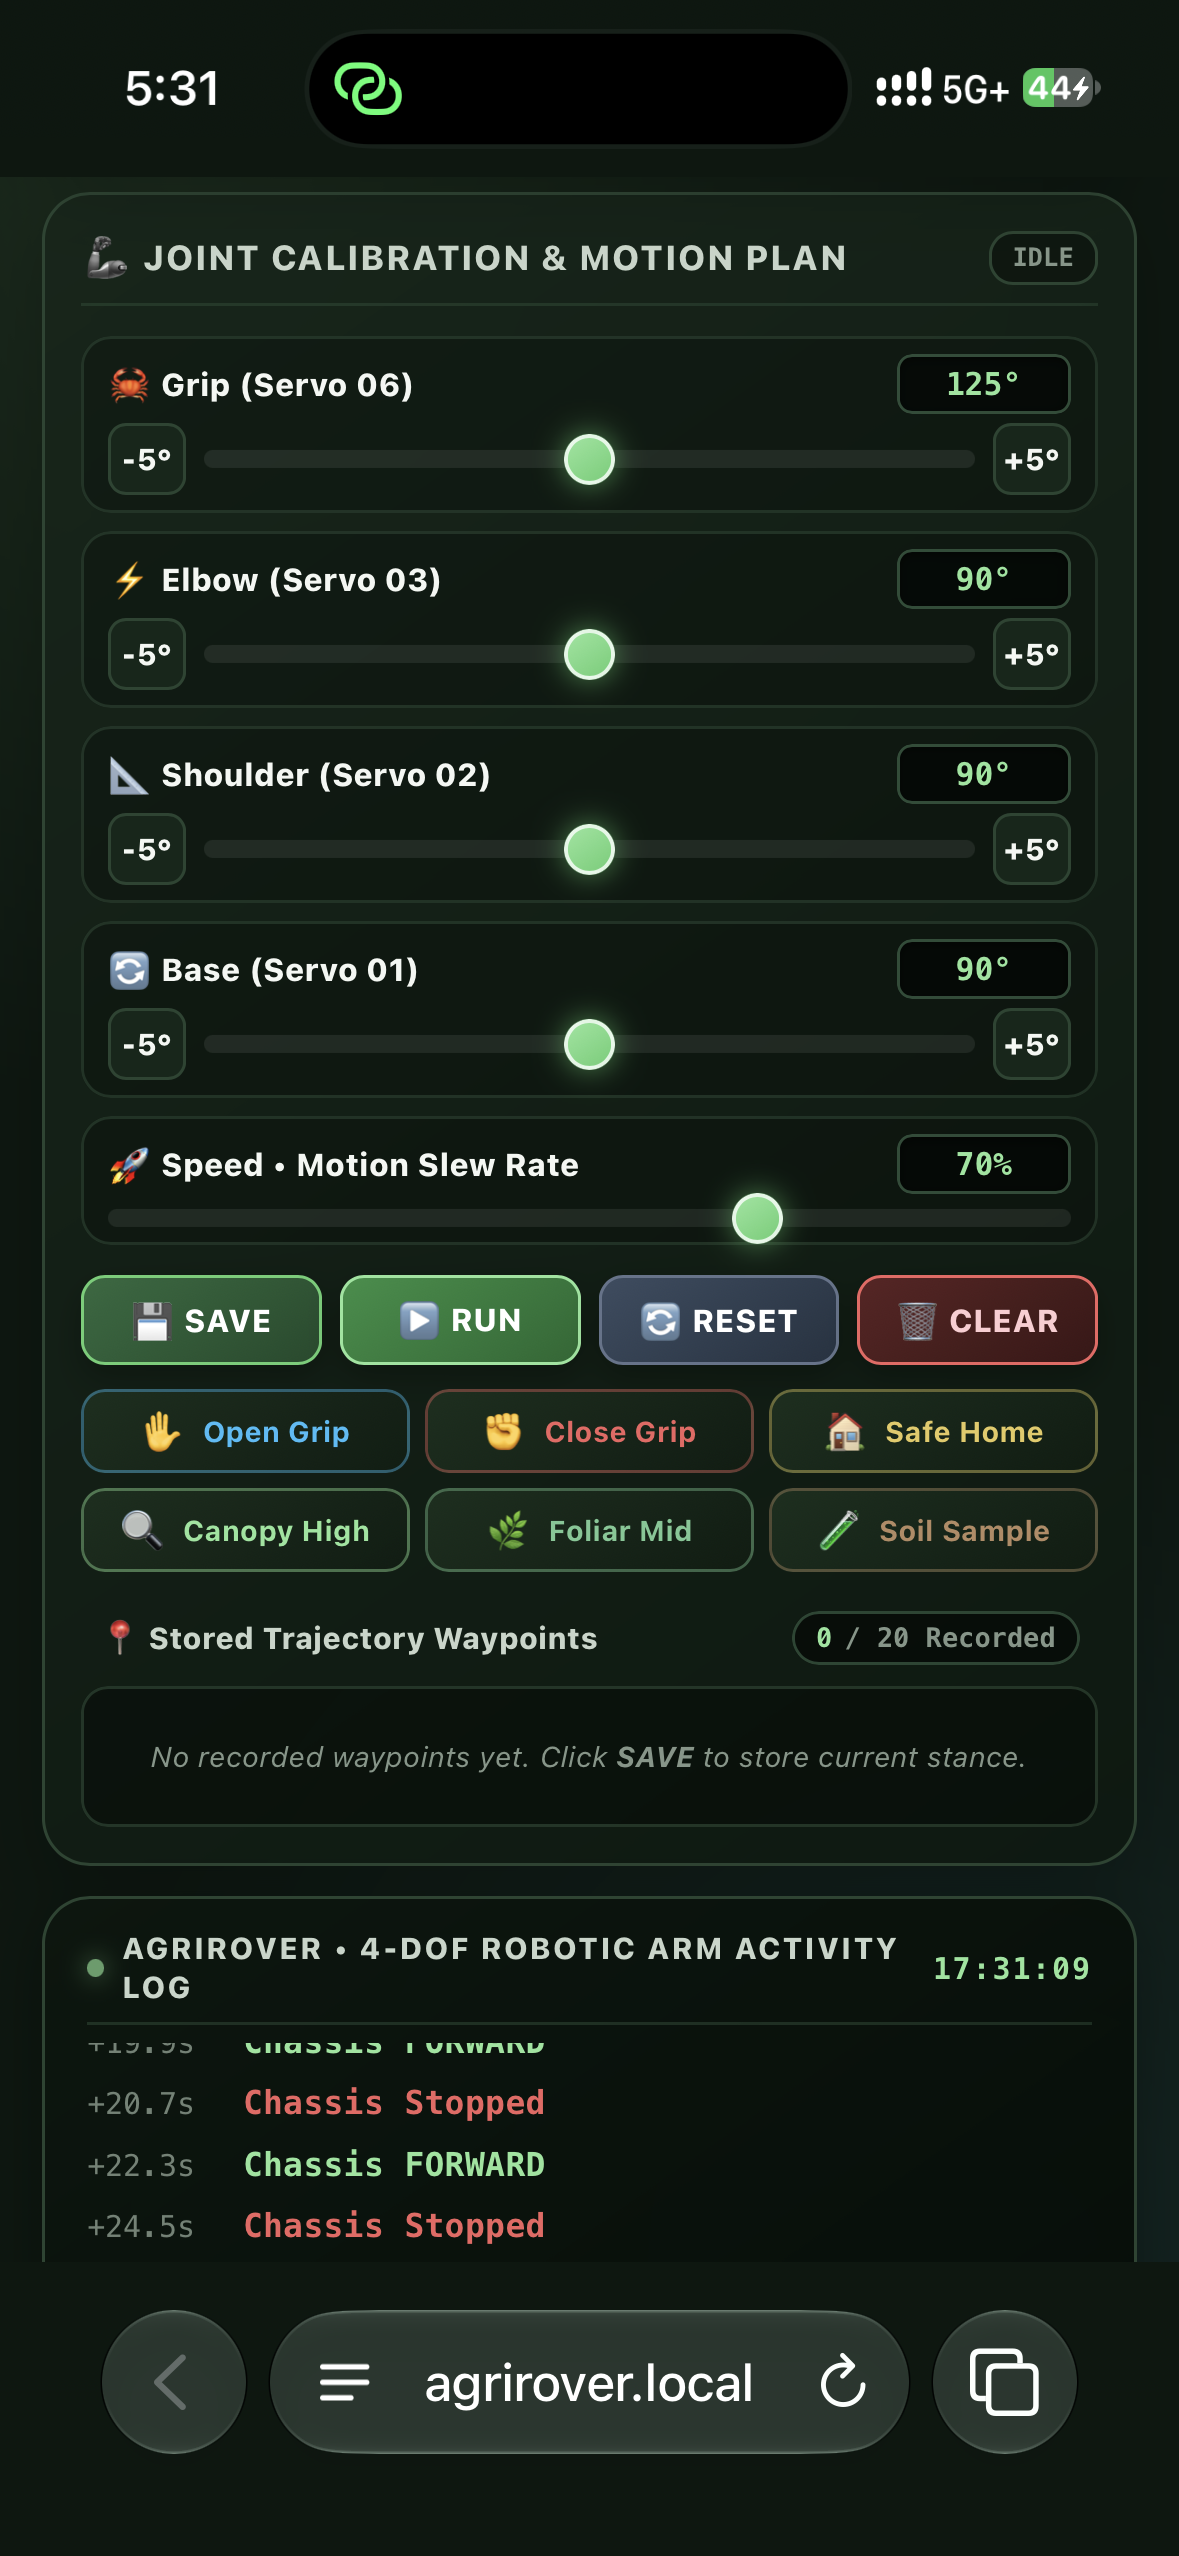 5:31
5G+ 44
JOINT CALIBRATION & MOTION PLAN IDLE
Grip (Servo 06) 125°
-5° +5°
Elbow (Servo 03) 90°
-5° +5°
Shoulder (Servo 02) 90°
-5° +5°
Base (Servo 01) 90°
-5° +5°
Speed • Motion Slew Rate 70%
SAVE RUN RESET CLEAR
Open Grip Close Grip Safe Home
Canopy High Foliar Mid Soil Sample
Stored Trajectory Waypoints 0 / 20 Recorded
No recorded waypoints yet. Click SAVE to store current stance.
AGRIROVER • 4-DOF ROBOTIC ARM ACTIVITY
LOG 17:31:09
+19.9s Chassis FORWARD
+20.7s Chassis Stopped
+22.3s Chassis FORWARD
+24.5s Chassis Stopped
agrirover.local